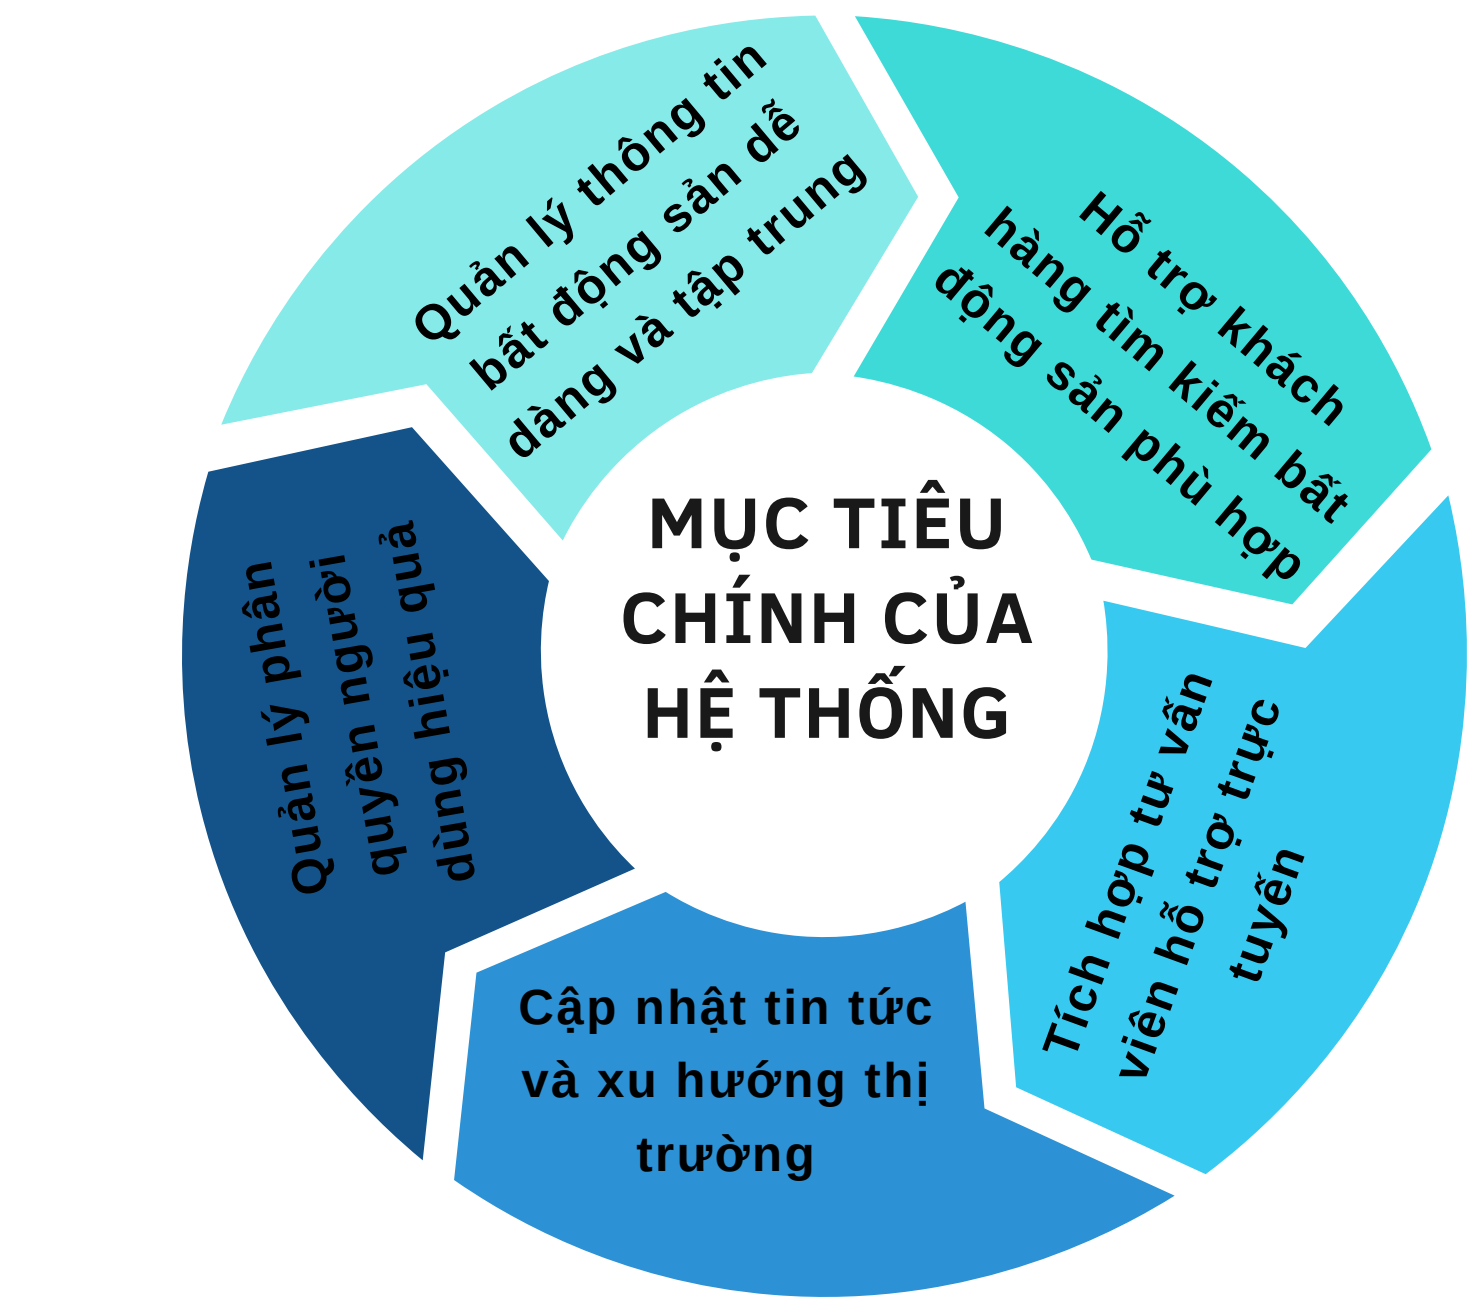 Quản lý thông tin
bất động sản dễ
dàng và tập trung
Hỗ trợ khách
hàng tìm kiếm bất
động sản phù hợp
MỤC TIÊU
CHÍNH CỦA
HỆ THỐNG
Tích hợp tư vấn
viên hỗ trợ trực
tuyến
Cập nhật tin tức
và xu hướng thị
trường
Quản lý phân
quyền người
dùng hiệu quả